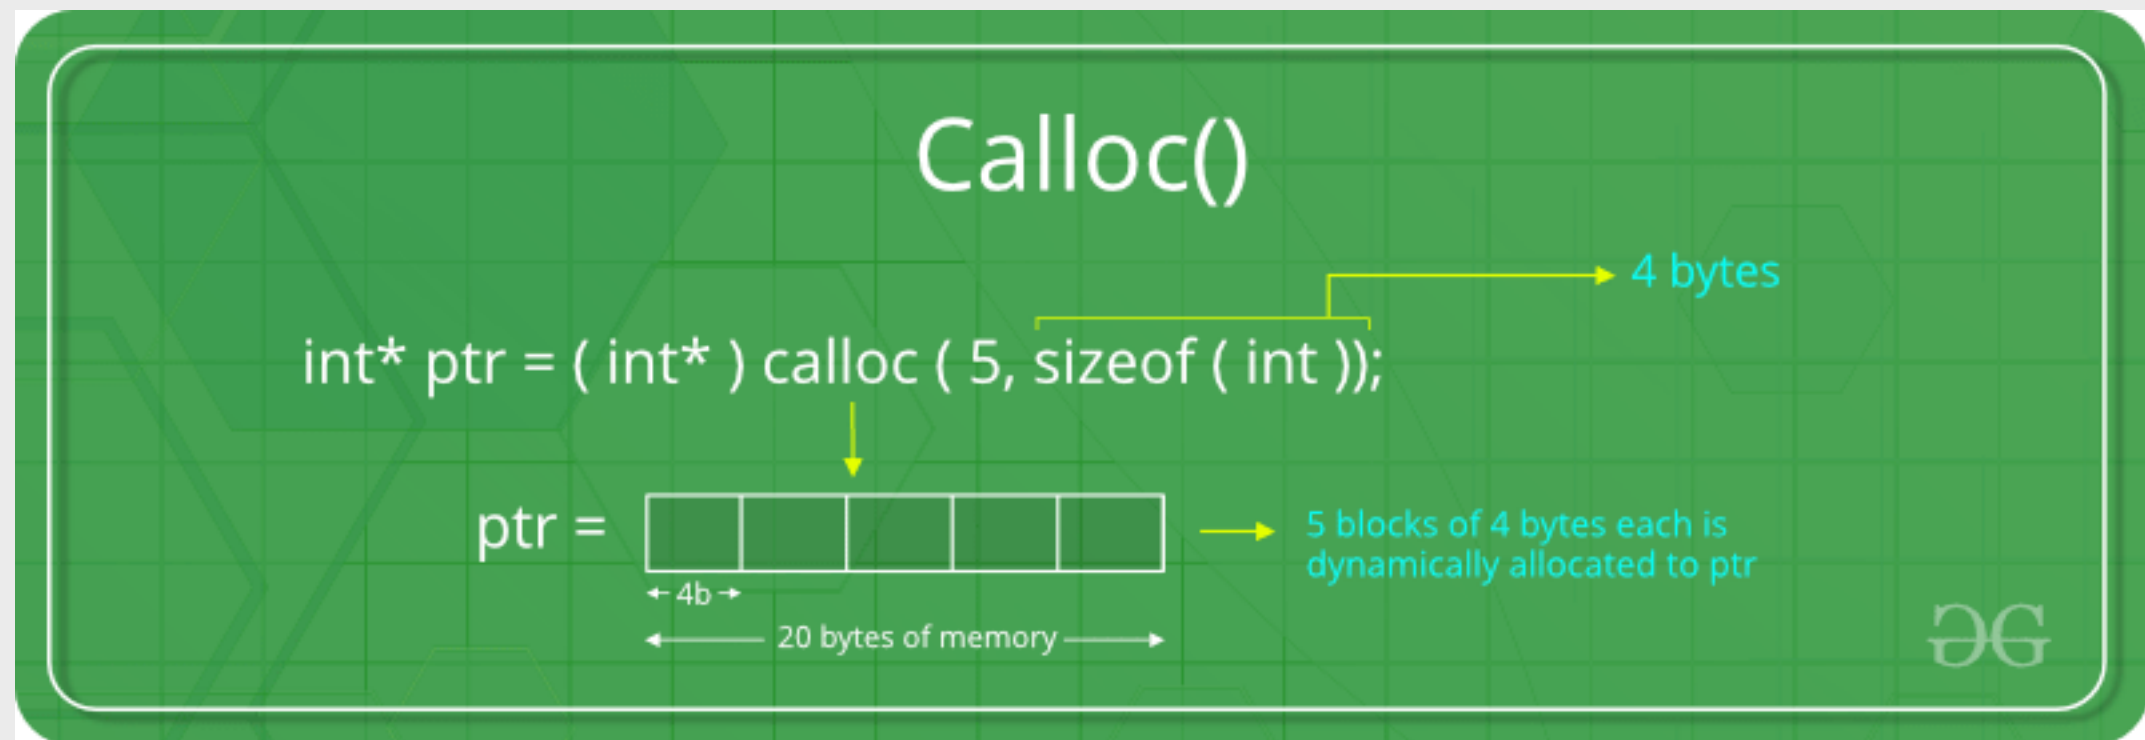 Calloc()
4 bytes
int* ptr = ( int* ) calloc ( 5, sizeof ( int ));
ptr =
5 blocks of 4 bytes each is
dynamically allocated to ptr
4b
20 bytes of memory